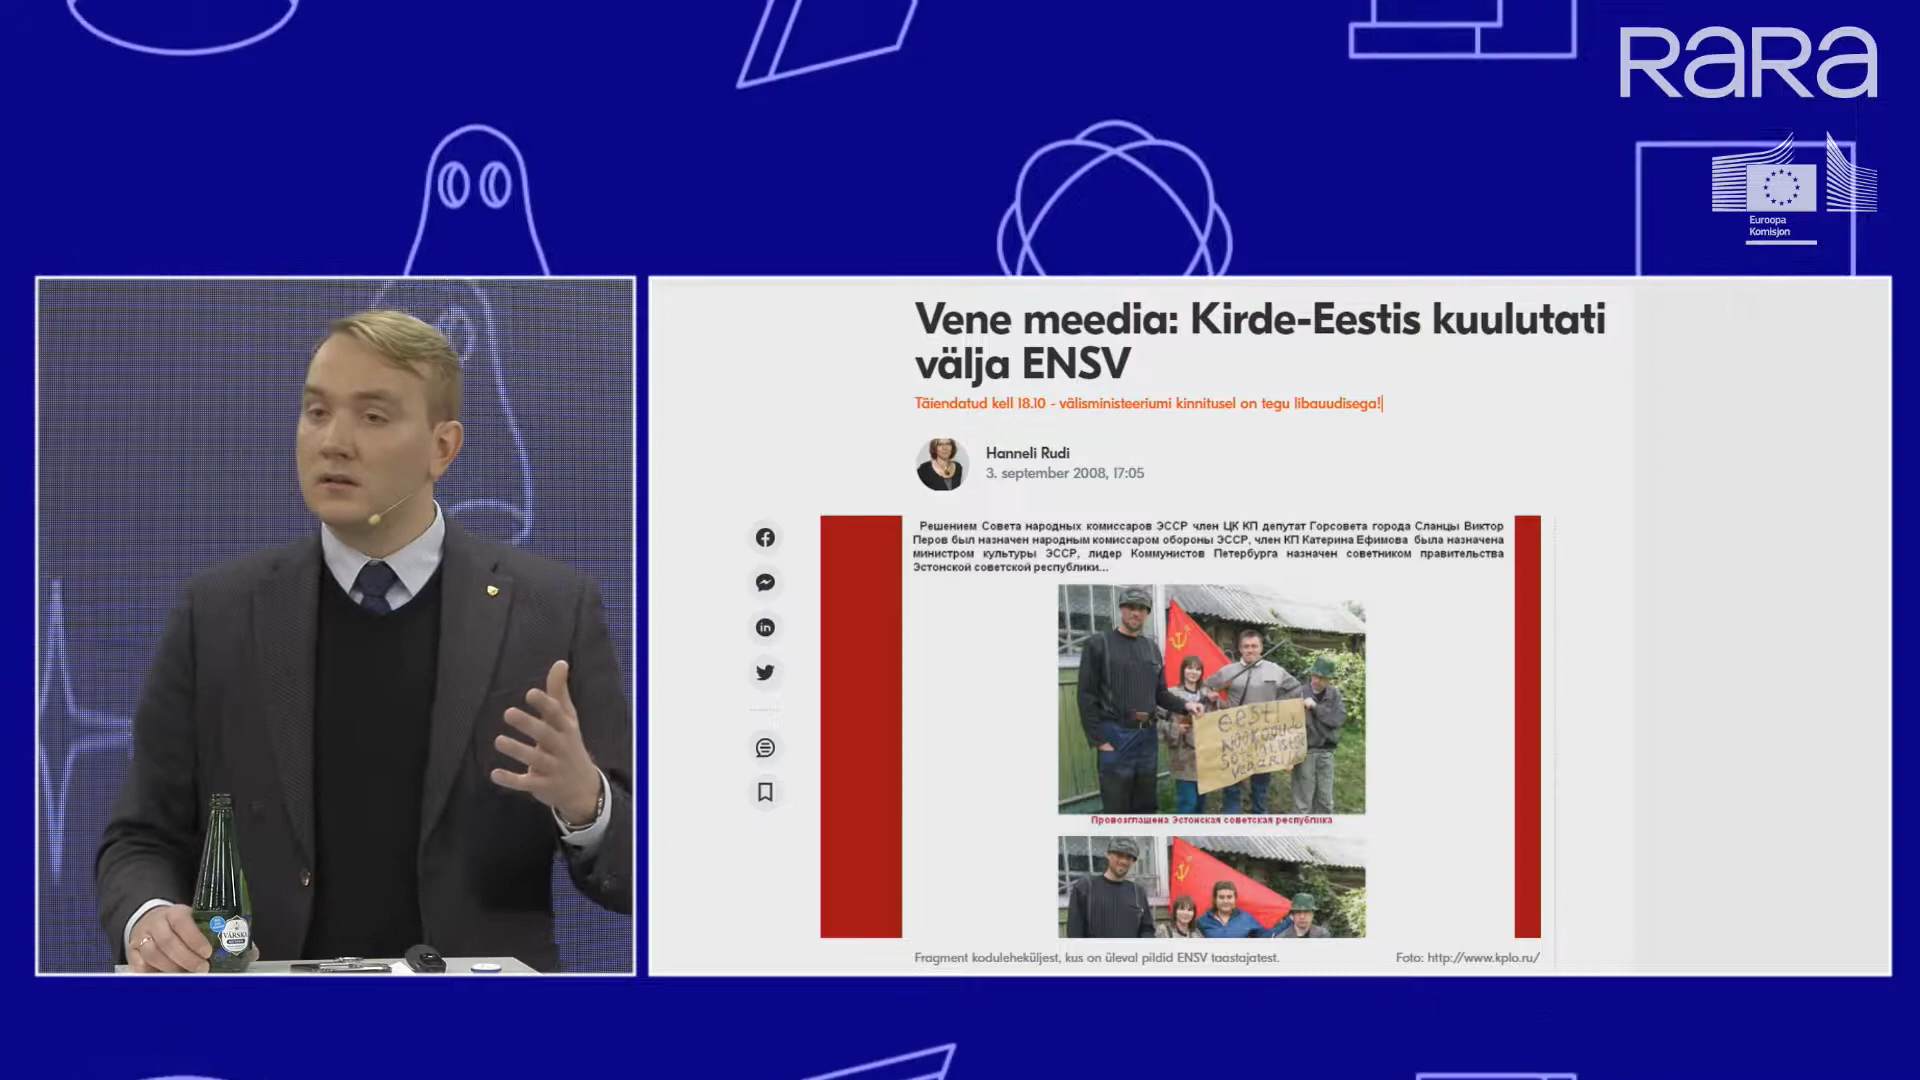 RARA
Euroopa
Komisjon
Vene meedia: Kirde-Eestis kuulutati
välja ENSV
Täiendatud kell 18.10 - välisministeeriumi kinnitusel on tegu libauudisega!
Hanneli Rudi
3. september 2008, 17:05
Решением Совета народных комиссаров ЭССР член ЦК КП депутат Горсовета города Сланцы Виктор
Перов был назначен народным комиссаром обороны ЭССР, член КП Катерина Ефимова была назначена
министром культуры ЭССР, лидер Коммунистов Петербурга назначен советником правительства
Эстонской советской республики...
eesti
Провозглашена Эстонская советская республика
Fragment koduleheküljest, kus on üleval pildid ENSV taastajatest.
Foto: http://www.kplo.ru/
VÄRSKA